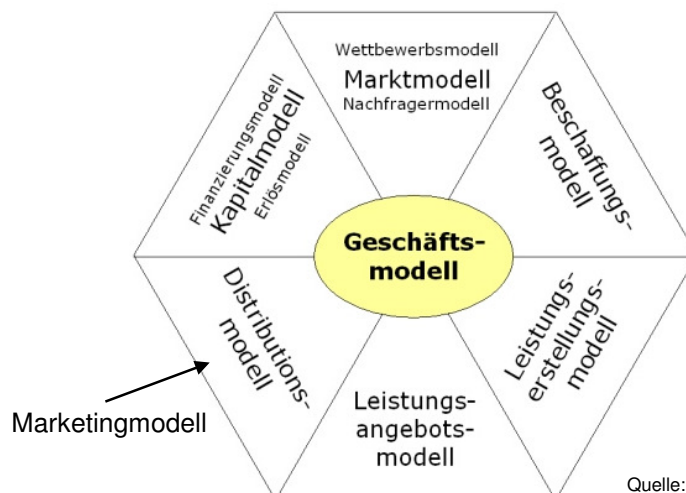 Wettbewerbsmodell
Marktmodell
Nachfragermodell
Beschaffungs-
modell
Finanzierungsmodell
Kapitalmodell
Erlösmodell
Geschäfts-
modell
Distributions-
modell
Leistungs-
erstellungs-
modell
Leistungs-
angebots-
modell
Marketingmodell
Quelle: